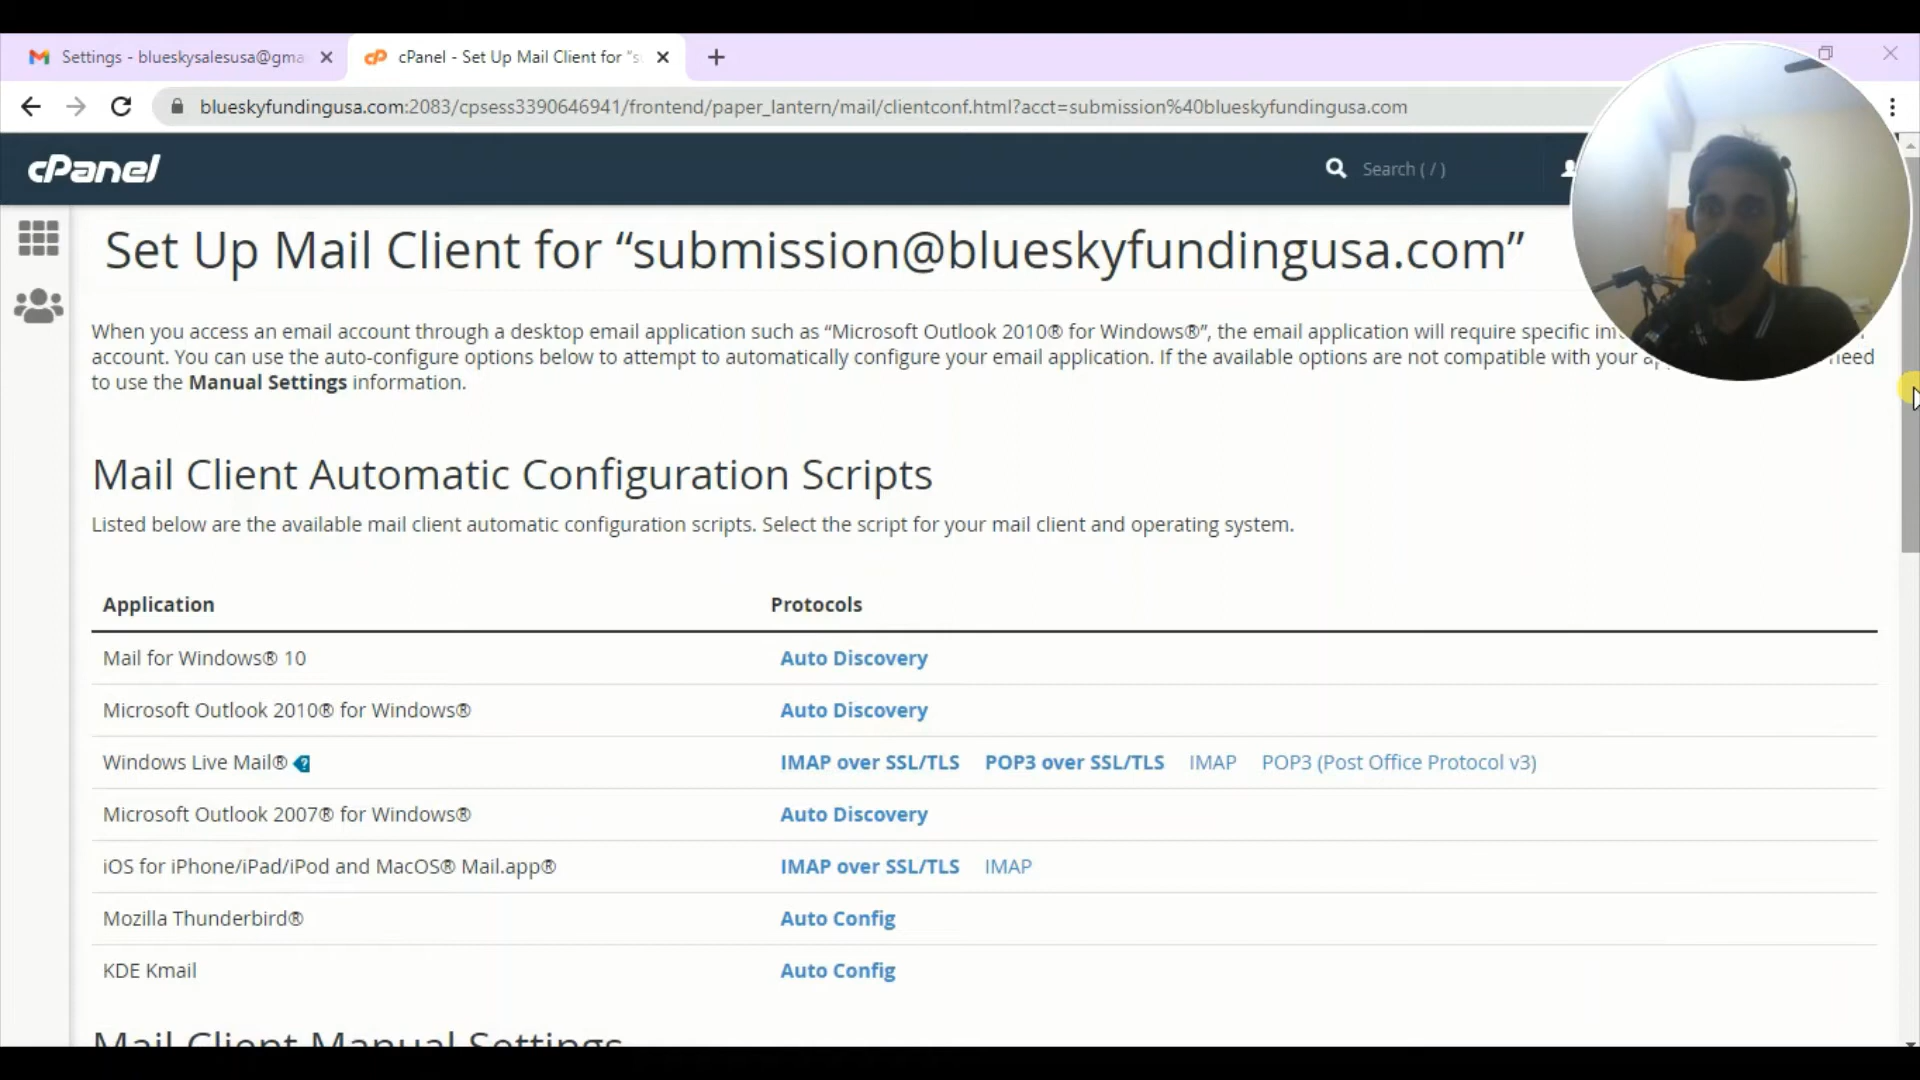 Settings - blueskysalesusa@gma
cPanel - Set Up Mail Client for "s
blueskyfundingusa.com:2083/cpsess3390646941/frontend/paper_lantern/mail/clientconf.html?acct=submission%40blueskyfundingusa.com
cPanel
Search ( / )
Set Up Mail Client for “submission@blueskyfundingusa.com”
When you access an email account through a desktop email application such as “Microsoft Outlook 2010® for Windows®”, the email application will require specific
account. You can use the auto-configure options below to attempt to automatically configure your email application. If the available options are not compatible with your need
to use the Manual Settings information.
Mail Client Automatic Configuration Scripts
Listed below are the available mail client automatic configuration scripts. Select the script for your mail client and operating system.
Application Protocols
Mail for Windows® 10 Auto Discovery
Microsoft Outlook 2010® for Windows® Auto Discovery
Windows Live Mail® ? IMAP over SSL/TLS POP3 over SSL/TLS IMAP POP3 (Post Office Protocol v3)
Microsoft Outlook 2007® for Windows® Auto Discovery
iOS for iPhone/iPad/iPod and MacOS® Mail.app® IMAP over SSL/TLS IMAP
Mozilla Thunderbird® Auto Config
KDE Kmail Auto Config
Mail Client Manual Settings